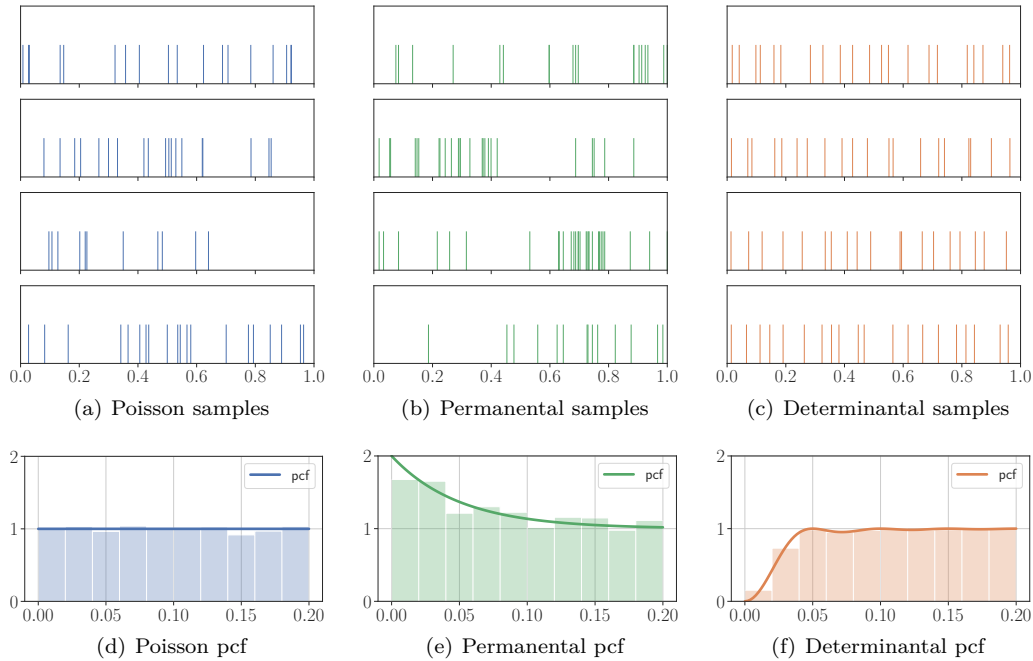 0.0 0.2 0.4 0.6 0.8 1.0 0.0 0.2 0.4 0.6 0.8 1.0 0.0 0.2 0.4 0.6 0.8 1.0
(a) Poisson samples (b) Permanental samples (c) Determinantal samples
2 2 2
pcf pcf pcf
1 1 1
0 0 0
0.00 0.05 0.10 0.15 0.20 0.00 0.05 0.10 0.15 0.20 0.00 0.05 0.10 0.15 0.20
(d) Poisson pcf (e) Permanental pcf (f) Determinantal pcf